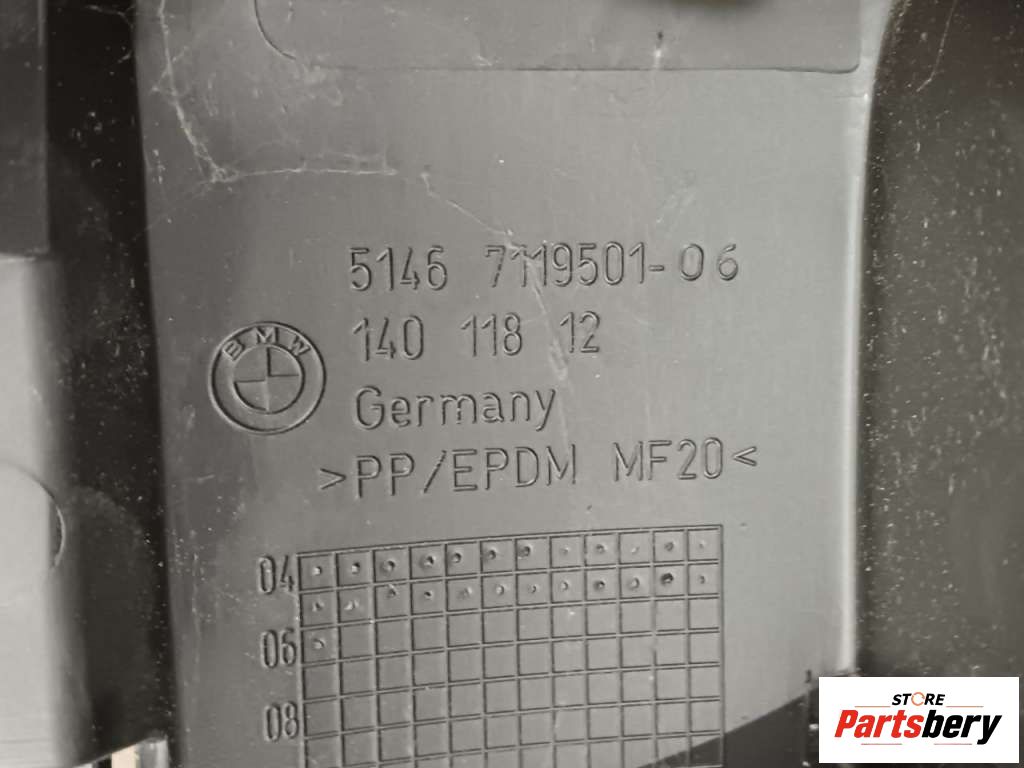 5146 7119501-06
BMW
140 118 12
Germany
>PP/EPDM MF20<
04
06
08
STORE
Partsbery